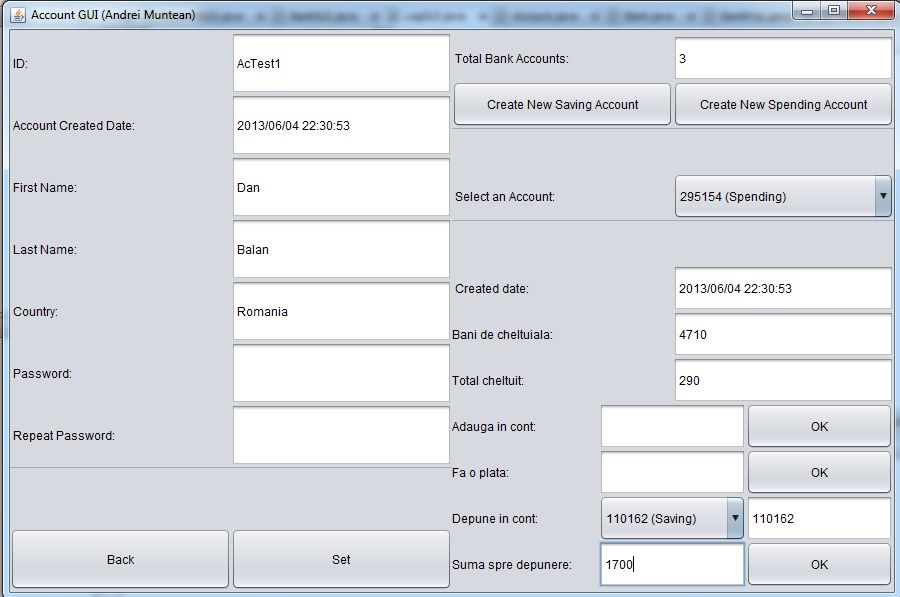 Account GUI (Andrei Muntean)
ID: AcTest1
Account Created Date: 2013/06/04 22:30:53
First Name: Dan
Last Name: Balan
Country: Romania
Password:
Repeat Password:
Back Set
Total Bank Accounts: 3
Create New Saving Account Create New Spending Account
Select an Account: 295154 (Spending)
Created date: 2013/06/04 22:30:53
Bani de cheltuiala: 4710
Total cheltuit: 290
Adauga in cont: OK
Fa o plata: OK
Depune in cont: 110162 (Saving) 110162
Suma spre depunere: 1700 OK